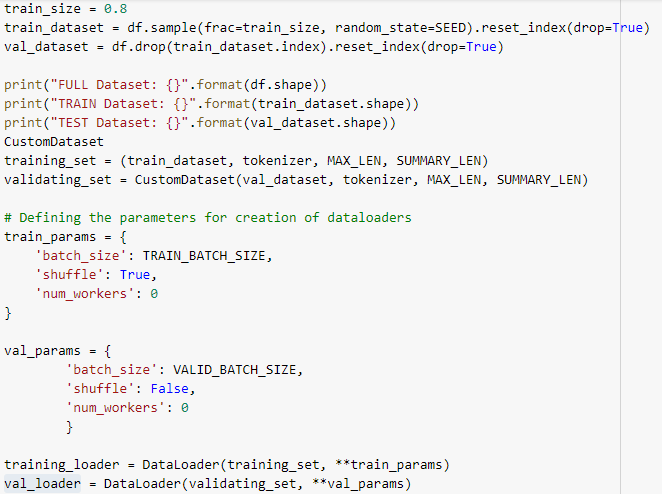 train_size = 0.8
train_dataset = df.sample(frac=train_size, random_state=SEED).reset_index(drop=True)
val_dataset = df.drop(train_dataset.index).reset_index(drop=True)

print("FULL Dataset: {}".format(df.shape))
print("TRAIN Dataset: {}".format(train_dataset.shape))
print("TEST Dataset: {}".format(val_dataset.shape))
CustomDataset
training_set = (train_dataset, tokenizer, MAX_LEN, SUMMARY_LEN)
validating_set = CustomDataset(val_dataset, tokenizer, MAX_LEN, SUMMARY_LEN)

# Defining the parameters for creation of dataloaders
train_params = {
    'batch_size': TRAIN_BATCH_SIZE,
    'shuffle': True,
    'num_workers': 0
}

val_params = {
        'batch_size': VALID_BATCH_SIZE,
        'shuffle': False,
        'num_workers': 0
        }

training_loader = DataLoader(training_set, **train_params)
val_loader = DataLoader(validating_set, **val_params)